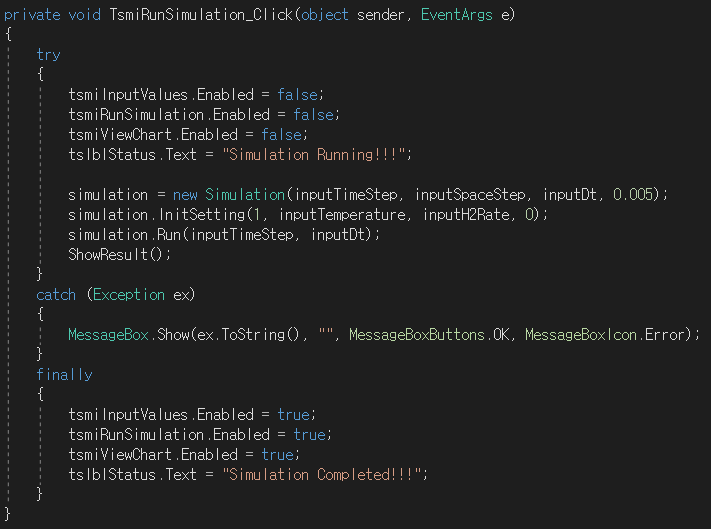 private void TsmiRunSimulation_Click(object sender, EventArgs e)
{
    try
    {
        tsmiInputValues.Enabled = false;
        tsmiRunSimulation.Enabled = false;
        tsmiViewChart.Enabled = false;
        tslblStatus.Text = "Simulation Running!!!";

        simulation = new Simulation(inputTimeStep, inputSpaceStep, inputDt, 0.005);
        simulation.InitSetting(1, inputTemperature, inputH2Rate, 0);
        simulation.Run(inputTimeStep, inputDt);
        ShowResult();
    }
    catch (Exception ex)
    {
        MessageBox.Show(ex.ToString(), "", MessageBoxButtons.OK, MessageBoxIcon.Error);
    }
    finally
    {
        tsmiInputValues.Enabled = true;
        tsmiRunSimulation.Enabled = true;
        tsmiViewChart.Enabled = true;
        tslblStatus.Text = "Simulation Completed!!!";
    }
}